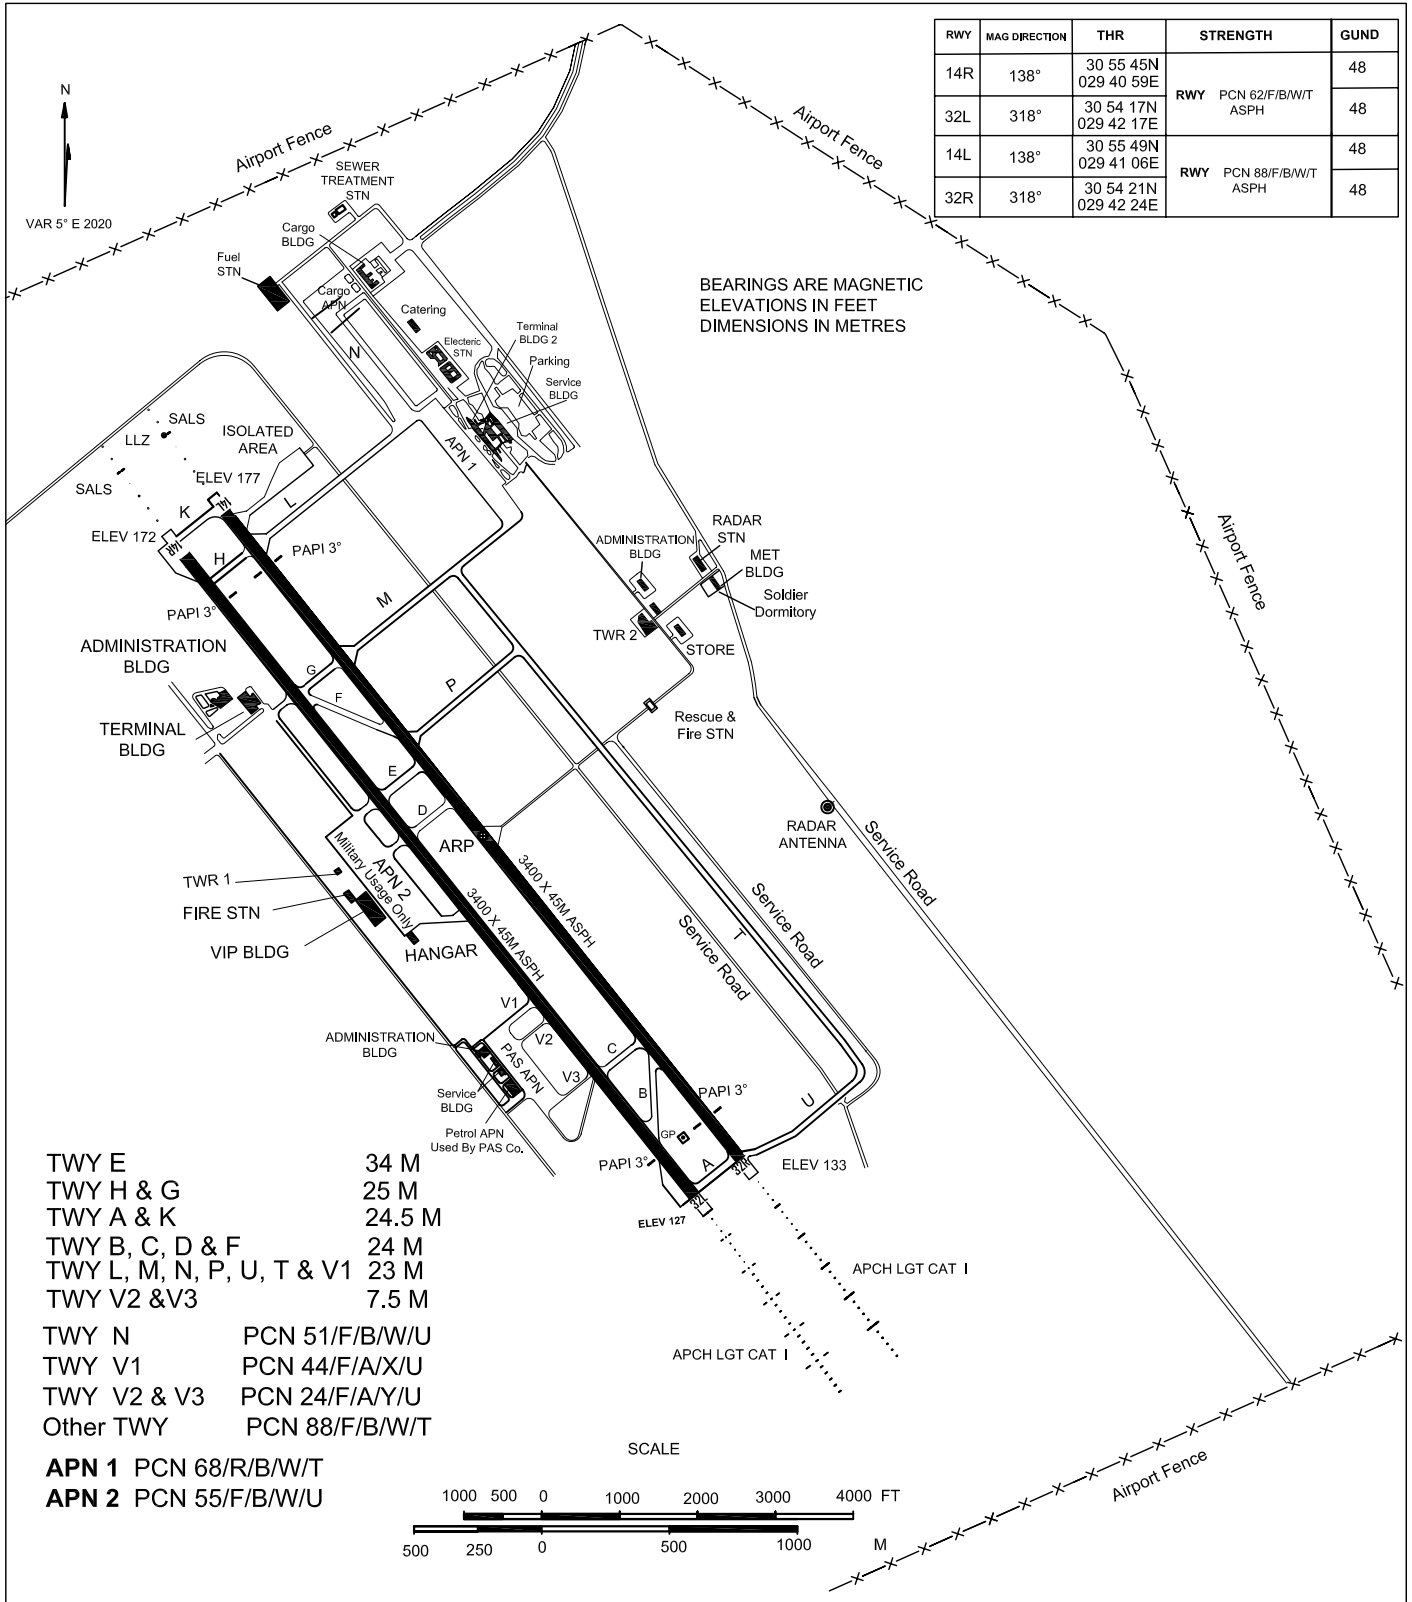 RWY MAG DIRECTION THR STRENGTH GUND
14R 138° 30 55 45N 029 40 59E RWY PCN 62/F/B/W/T ASPH 48
32L 318° 30 54 17N 029 42 17E 48
14L 138° 30 55 49N 029 41 06E RWY PCN 88/F/B/W/T ASPH 48
32R 318° 30 54 21N 029 42 24E 48
N
VAR 5° E 2020
Airport Fence
Airport Fence
Airport Fence
Airport Fence
BEARINGS ARE MAGNETIC
ELEVATIONS IN FEET
DIMENSIONS IN METRES
SEWER
TREATMENT
STN
Cargo
BLDG
Fuel
STN
Cargo
APN
Catering
N
Electeric
STN
Terminal
BLDG 2
Parking
Service
BLDG
APN 1
SALS
LLZ
ISOLATED
AREA
SALS
ELEV 177
K
L
14L
ELEV 172
14R
H
PAPI 3°
PAPI 3°
M
ADMINISTRATION
BLDG
RADAR
STN
MET
BLDG
Soldier
Dormitory
TWR 2
STORE
ADMINISTRATION
BLDG
G
F
P
TERMINAL
BLDG
Rescue &
Fire STN
E
D
ARP
RADAR
ANTENNA
Service Road
Service Road
Service Road
APN 2
Military Usage Only
TWR 1
FIRE STN
VIP BLDG
HANGAR
3400 X 45M ASPH
3400 X 45M ASPH
T
V1
V2
V3
PAS APN
ADMINISTRATION
BLDG
Service
BLDG
Petrol APN
Used By PAS Co.
C
B
GP
PAPI 3°
U
PAPI 3°
A
32R
ELEV 133
32L
ELEV 127
APCH LGT CAT I
APCH LGT CAT I
TWY E 34 M
TWY H & G 25 M
TWY A & K 24.5 M
TWY B, C, D & F 24 M
TWY L, M, N, P, U, T & V1 23 M
TWY V2 &V3 7.5 M
TWY N PCN 51/F/B/W/U
TWY V1 PCN 44/F/A/X/U
TWY V2 & V3 PCN 24/F/A/Y/U
Other TWY PCN 88/F/B/W/T
APN 1 PCN 68/R/B/W/T
APN 2 PCN 55/F/B/W/U
SCALE
1000 500 0 1000 2000 3000 4000 FT
500 250 0 500 1000 M